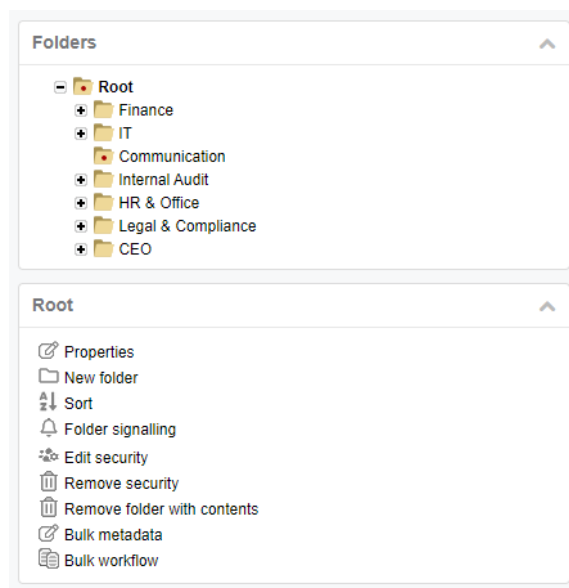 Folders
Root
Finance
IT
Communication
Internal Audit
HR & Office
Legal & Compliance
CEO
Root
Properties
New folder
Sort
Folder signalling
Edit security
Remove security
Remove folder with contents
Bulk metadata
Bulk workflow